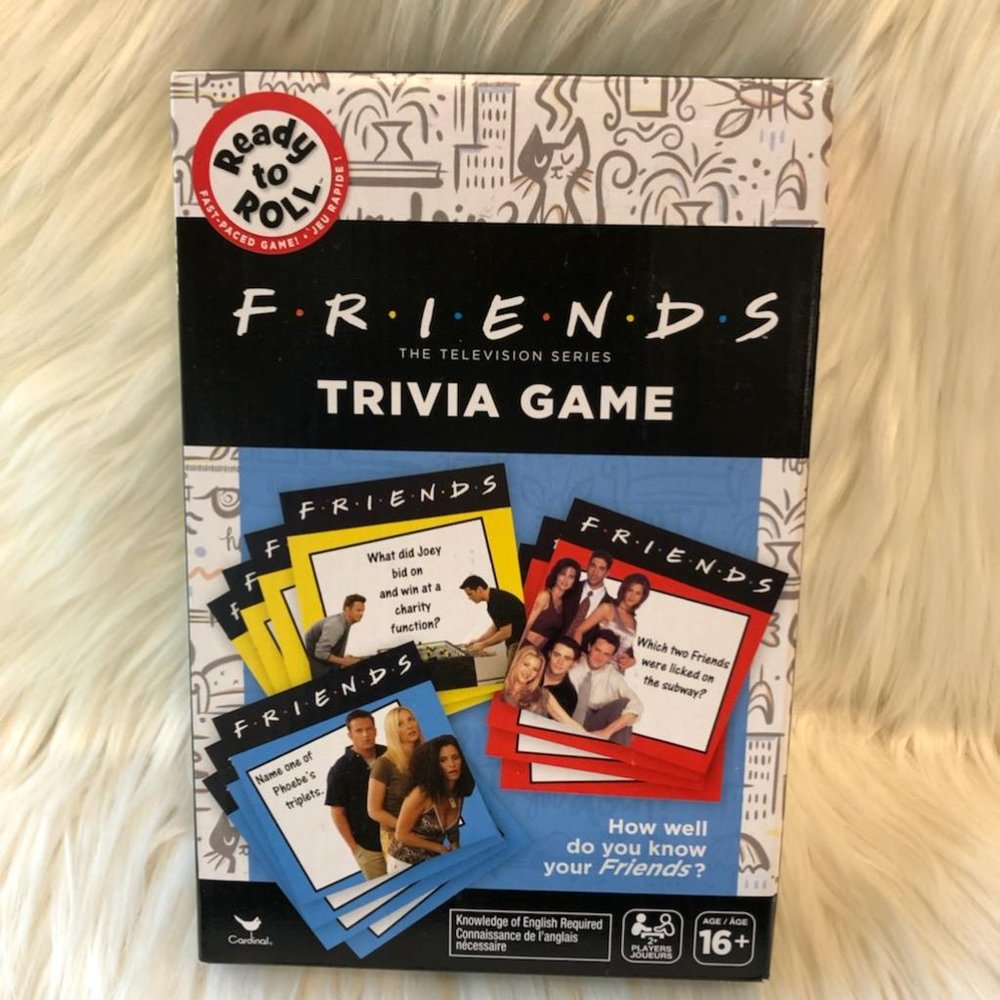 Ready
to
ROLL™
FAST-PACED GAME! • JEU RAPIDE !
F·R·I·E·N·D·S™
THE TELEVISION SERIES
TRIVIA GAME
F·R·I·E·N·D·S
What did Joey
bid on
and win at a
charity
function?
F
F
F
F·R·I·E·N·D·S
Which two Friends
were licked on
the subway?
F·R·I·E·N·D·S
Name one of
Phoebe's
triplets.
How well
do you know
your Friends?
Cardinal®
Knowledge of English Required
Connaissance de l'anglais
nécessaire
2+
PLAYERS
JOUEURS
AGE / ÂGE
16+